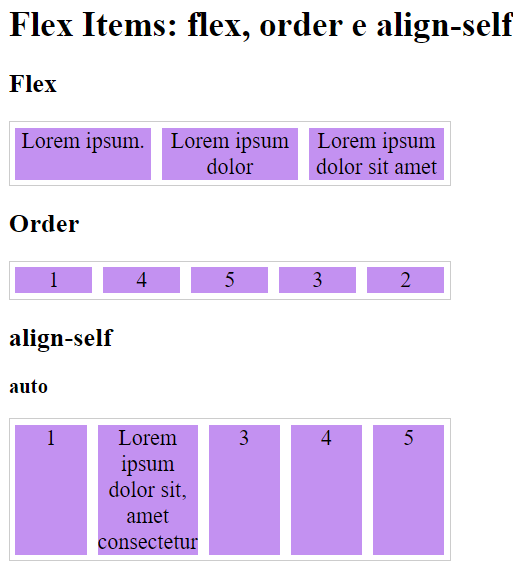 Flex Items: flex, order e align-self
Flex
Lorem ipsum.
Lorem ipsum
dolor
Lorem ipsum
dolor sit amet
Order
1
4
5
3
2
align-self
auto
1
Lorem
ipsum
dolor sit,
amet
consectetur
3
4
5